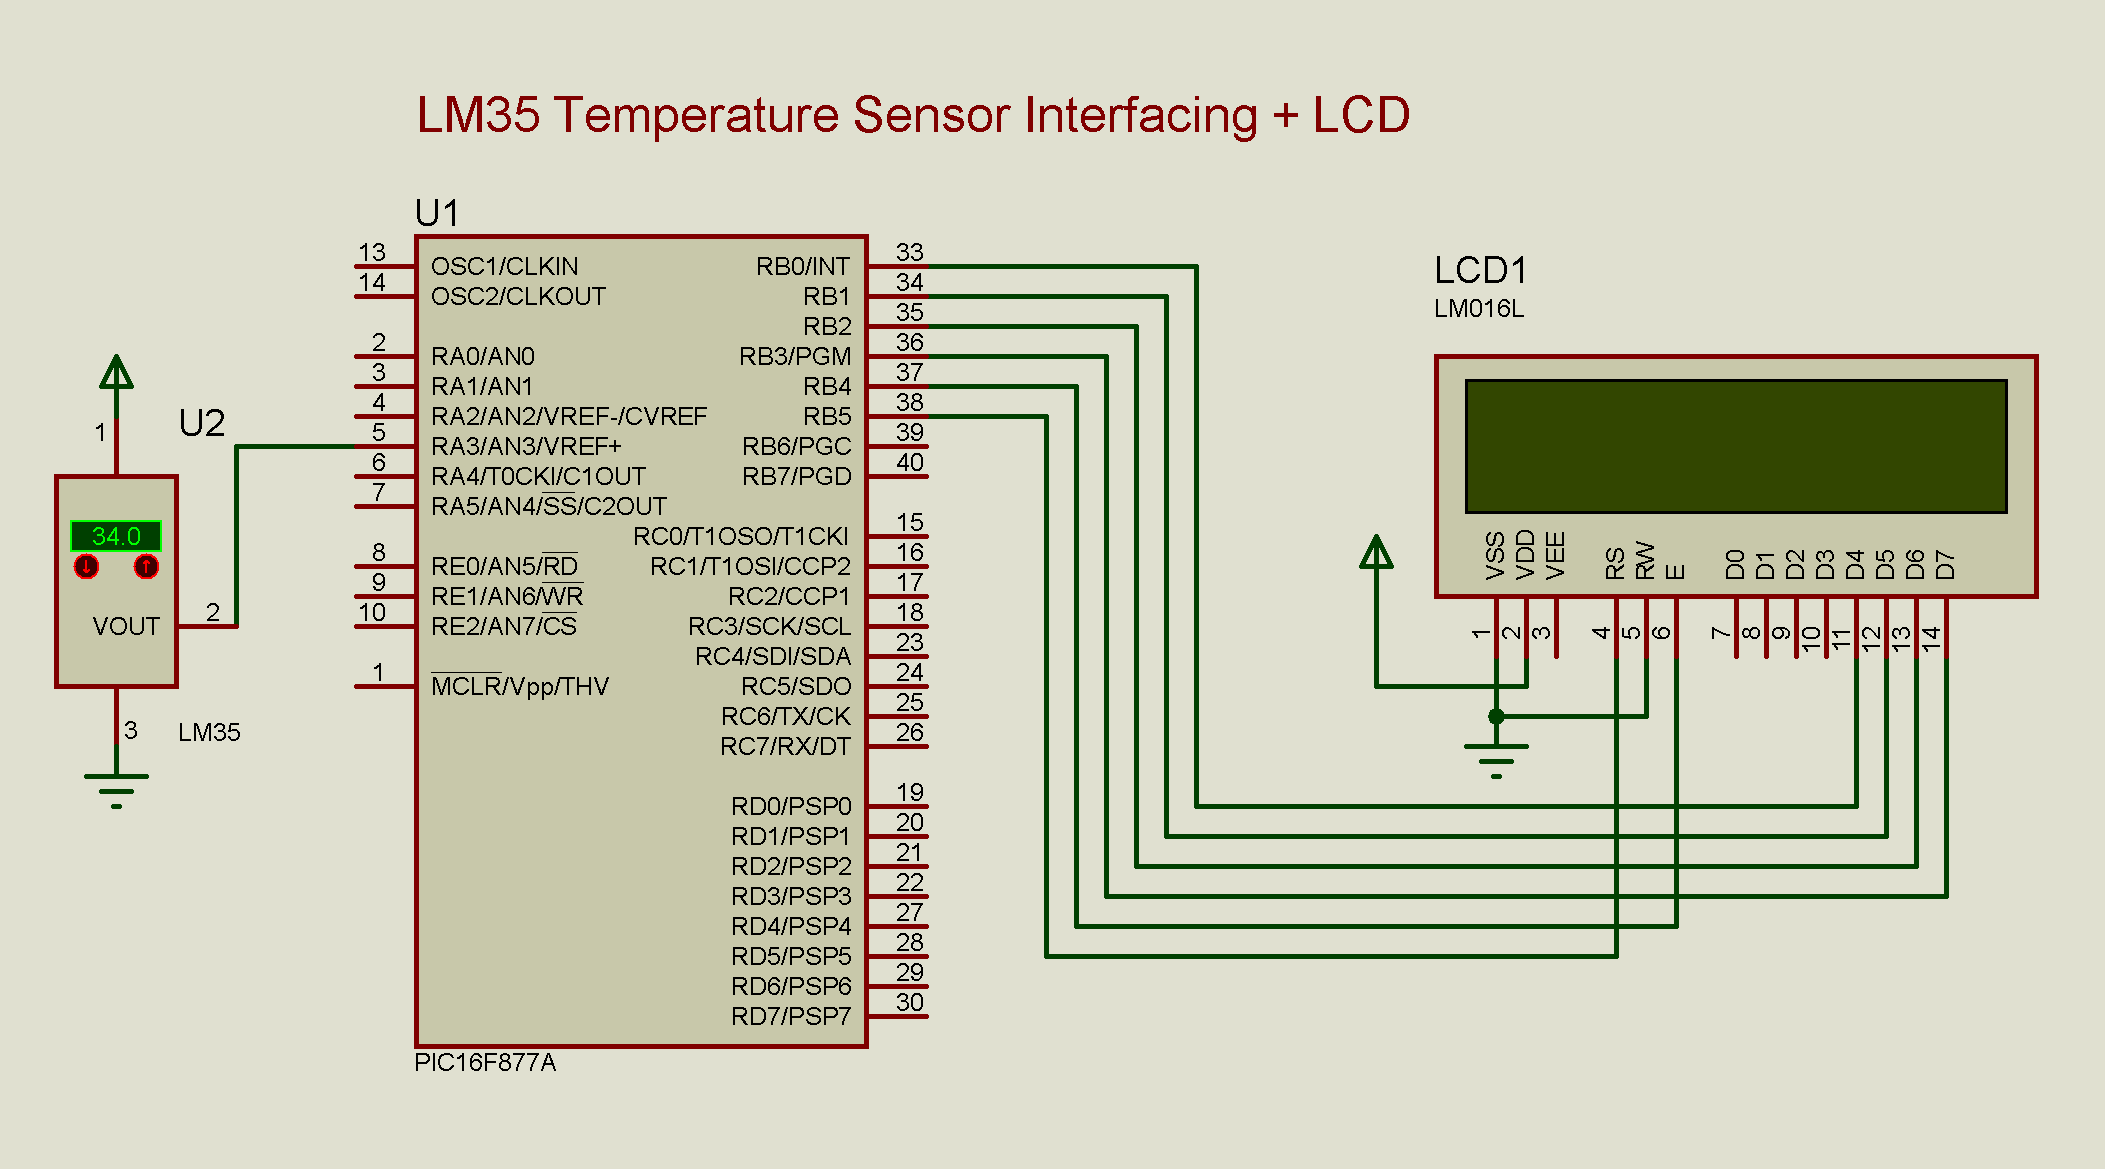 LM35 Temperature Sensor Interfacing + LCD
U2
1
34.0
VOUT
2
3
LM35
U1
13 OSC1/CLKIN
14 OSC2/CLKOUT
2 RA0/AN0
3 RA1/AN1
4 RA2/AN2/VREF-/CVREF
5 RA3/AN3/VREF+
6 RA4/T0CKI/C1OUT
7 RA5/AN4/SS/C2OUT
8 RE0/AN5/RD
9 RE1/AN6/WR
10 RE2/AN7/CS
1 MCLR/Vpp/THV
RB0/INT 33
RB1 34
RB2 35
RB3/PGM 36
RB4 37
RB5 38
RB6/PGC 39
RB7/PGD 40
RC0/T1OSO/T1CKI 15
RC1/T1OSI/CCP2 16
RC2/CCP1 17
RC3/SCK/SCL 18
RC4/SDI/SDA 23
RC5/SDO 24
RC6/TX/CK 25
RC7/RX/DT 26
RD0/PSP0 19
RD1/PSP1 20
RD2/PSP2 21
RD3/PSP3 22
RD4/PSP4 27
RD5/PSP5 28
RD6/PSP6 29
RD7/PSP7 30
PIC16F877A
LCD1
LM016L
VSS VDD VEE RS RW E D0 D1 D2 D3 D4 D5 D6 D7
1 2 3 4 5 6 7 8 9 10 11 12 13 14